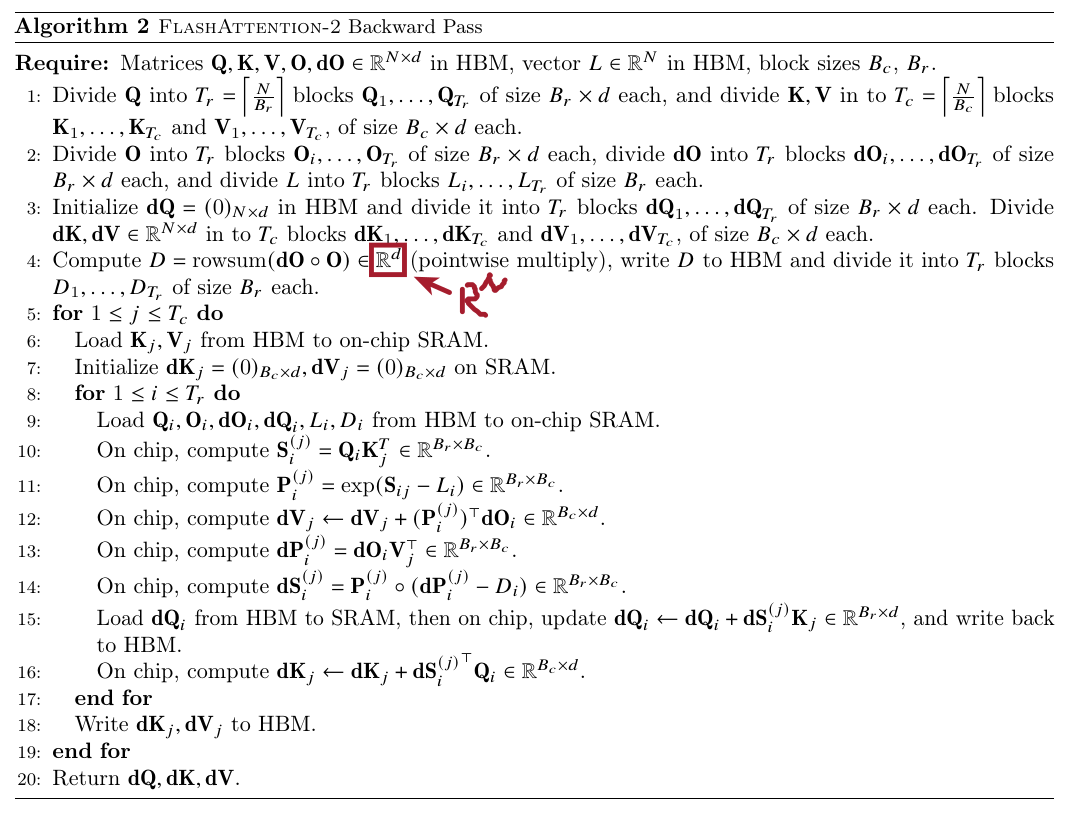 Algorithm 2 FLASHATTENTION-2 Backward Pass
Require: Matrices Q, K, V, O, dO ∈ ℝ^{N×d} in HBM, vector L ∈ ℝ^N in HBM, block sizes B_c, B_r.
1: Divide Q into T_r = ⌈N/B_r⌉ blocks Q_1, . . . , Q_{T_r} of size B_r × d each, and divide K, V in to T_c = ⌈N/B_c⌉ blocks
K_1, . . . , K_{T_c} and V_1, . . . , V_{T_c}, of size B_c × d each.
2: Divide O into T_r blocks O_i, . . . , O_{T_r} of size B_r × d each, divide dO into T_r blocks dO_i, . . . , dO_{T_r} of size
B_r × d each, and divide L into T_r blocks L_i, . . . , L_{T_r} of size B_r each.
3: Initialize dQ = (0)_{N×d} in HBM and divide it into T_r blocks dQ_1, . . . , dQ_{T_r} of size B_r × d each. Divide
dK, dV ∈ ℝ^{N×d} in to T_c blocks dK_1, . . . , dK_{T_c} and dV_1, . . . , dV_{T_c}, of size B_c × d each.
4: Compute D = rowsum(dO ∘ O) ∈ ℝ^d (pointwise multiply), write D to HBM and divide it into T_r blocks
D_1, . . . , D_{T_r} of size B_r each.
5: for 1 ≤ j ≤ T_c do
6: Load K_j, V_j from HBM to on-chip SRAM.
7: Initialize dK_j = (0)_{B_c×d}, dV_j = (0)_{B_c×d} on SRAM.
8: for 1 ≤ i ≤ T_r do
9: Load Q_i, O_i, dO_i, dQ_i, L_i, D_i from HBM to on-chip SRAM.
10: On chip, compute S_i^{(j)} = Q_i K_j^T ∈ ℝ^{B_r×B_c}.
11: On chip, compute P_i^{(j)} = exp(S_{ij} − L_i) ∈ ℝ^{B_r×B_c}.
12: On chip, compute dV_j ← dV_j + (P_i^{(j)})^⊤ dO_i ∈ ℝ^{B_c×d}.
13: On chip, compute dP_i^{(j)} = dO_i V_j^⊤ ∈ ℝ^{B_r×B_c}.
14: On chip, compute dS_i^{(j)} = P_i^{(j)} ∘ (dP_i^{(j)} − D_i) ∈ ℝ^{B_r×B_c}.
15: Load dQ_i from HBM to SRAM, then on chip, update dQ_i ← dQ_i + dS_i^{(j)} K_j ∈ ℝ^{B_r×d}, and write back
to HBM.
16: On chip, compute dK_j ← dK_j + dS_i^{(j)⊤} Q_i ∈ ℝ^{B_c×d}.
17: end for
18: Write dK_j, dV_j to HBM.
19: end for
20: Return dQ, dK, dV.